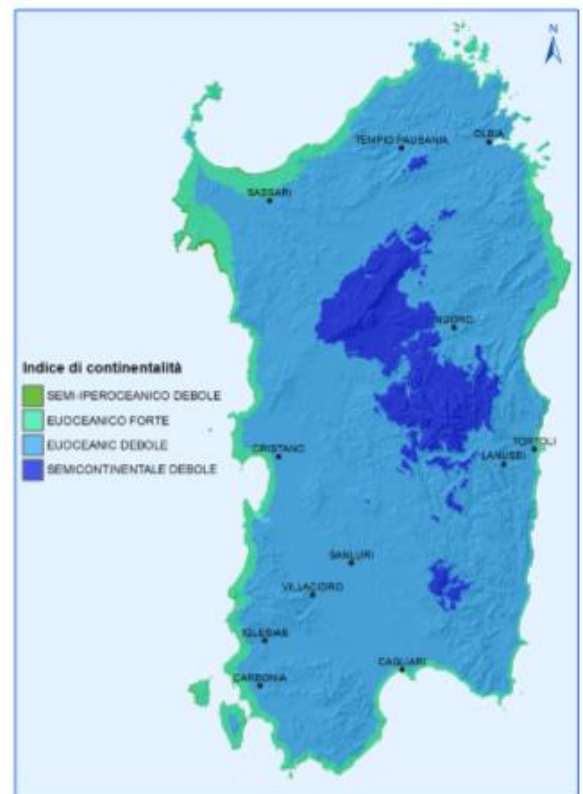 N
OLBIA
TEMPIO PAUSANIA
SASSARI
NUORO
Indice di continentalità
SEMI-IPEROCEANICO DEBOLE
EUOCEANICO FORTE
EUOCEANIC DEBOLE
SEMICONTINENTALE DEBOLE
ORISTANO
TORTOLI
LANUSEI
SANLURI
VILLACIDRO
IGLESIAS
CAGLIARI
CARBONIA